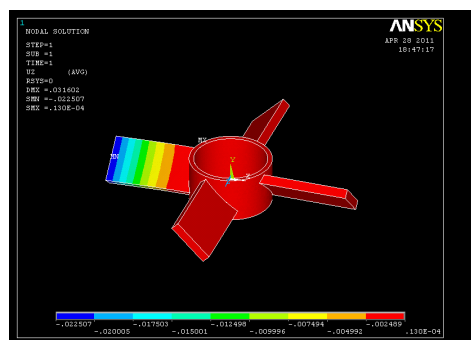 1
NODAL SOLUTION
STEP=1
SUB =1
TIME=1
UZ (AVG)
RSYS=0
DMX =.031602
SMN =-.022507
SMX =.130E-04
ANSYS
APR 28 2011
18:47:17
MX
MN
Y
-.022507 -.017503 -.012498 -.007494 -.002489
-.020005 -.015001 -.009996 -.004992 .130E-04